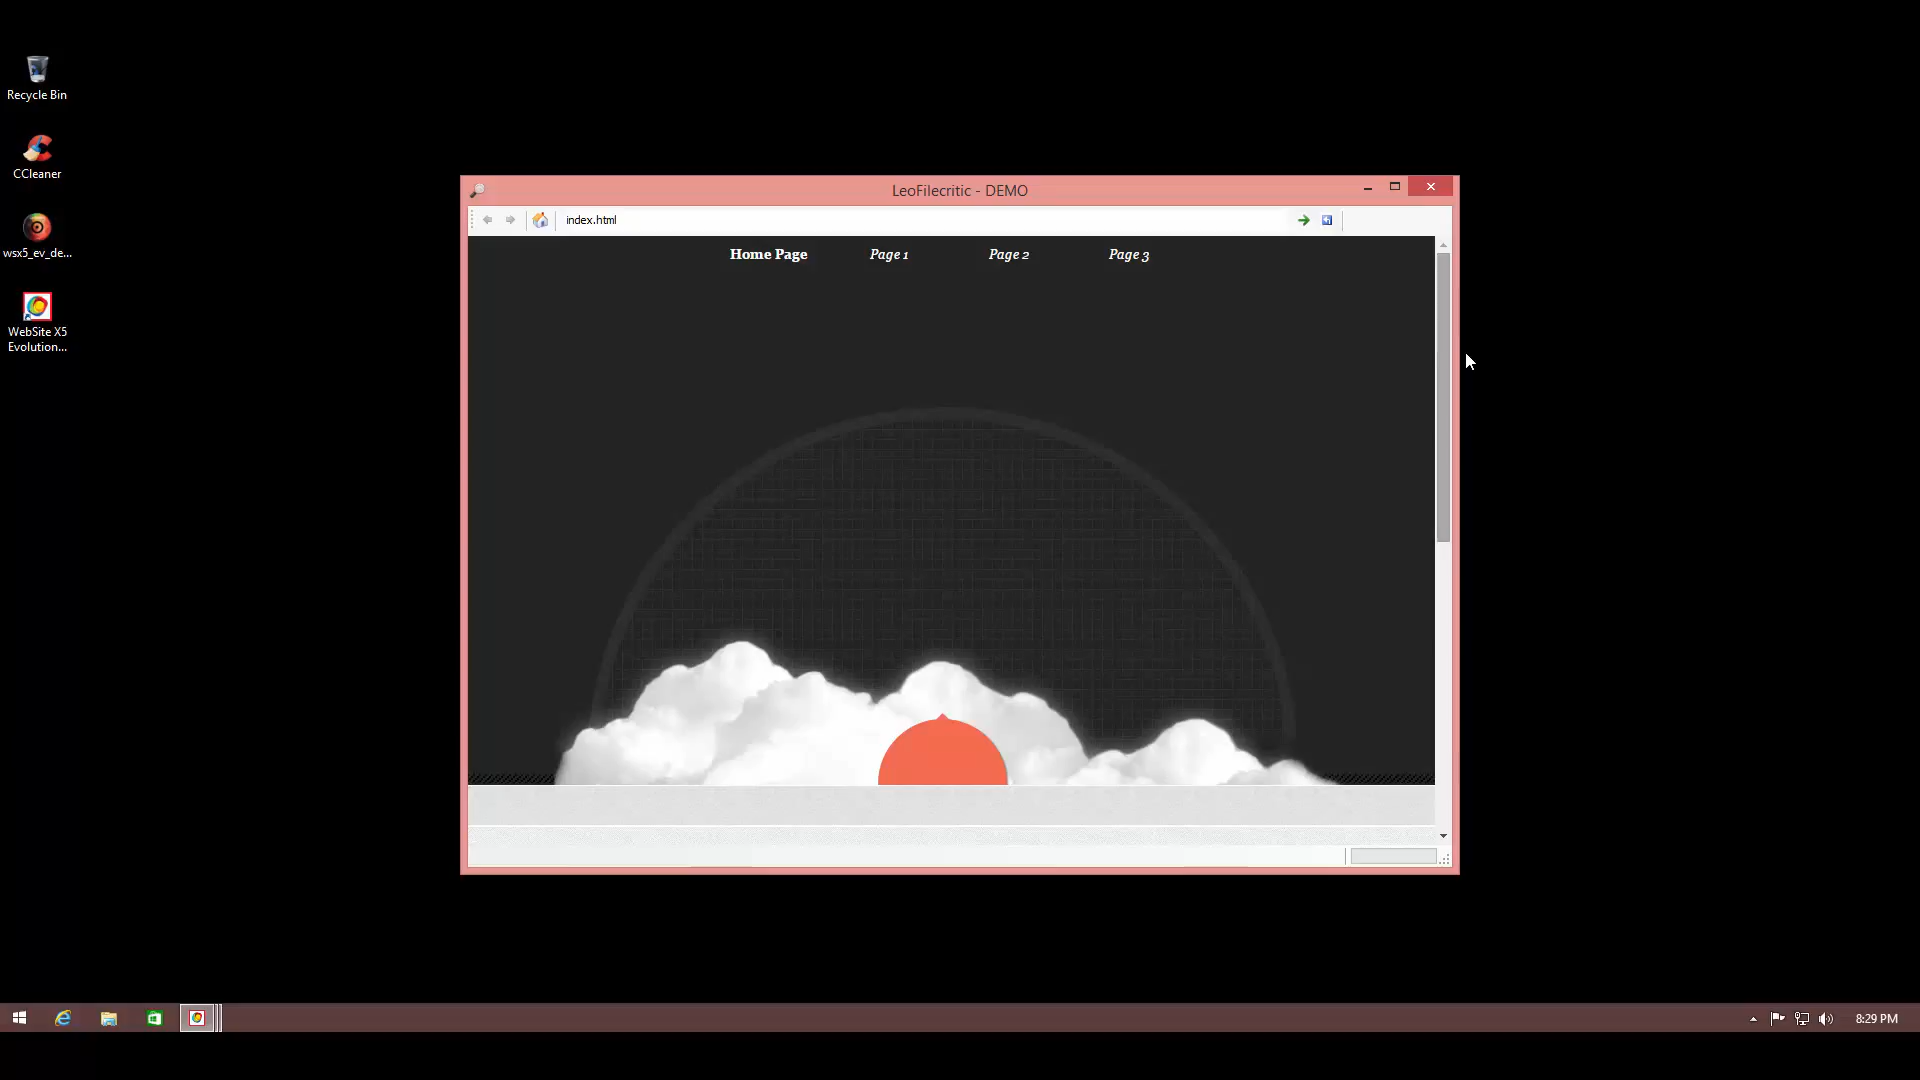 LeoFilecritic - DEMO
index.html
Home Page Page 1 Page 2 Page 3
Recycle Bin
CCleaner
wsx5_ev_de...
WebSite X5
Evolution...
8:29 PM